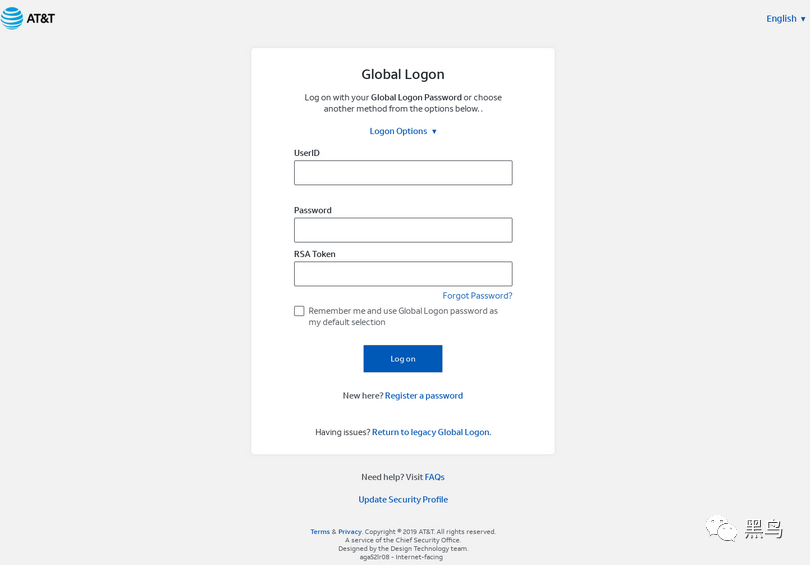 AT&T
English ▼
Global Logon
Log on with your Global Logon Password or choose
another method from the options below. .
Logon Options ▼
UserID
Password
RSA Token
Forgot Password?
Remember me and use Global Logon password as
my default selection
Log on
New here? Register a password
Having issues? Return to legacy Global Logon.
Need help? Visit FAQs
Update Security Profile
Terms & Privacy. Copyright © 2019 AT&T. All rights reserved.
A service of the Chief Security Office.
Designed by the Design Technology team.
aga52lr08 - Internet-facing
黑鸟